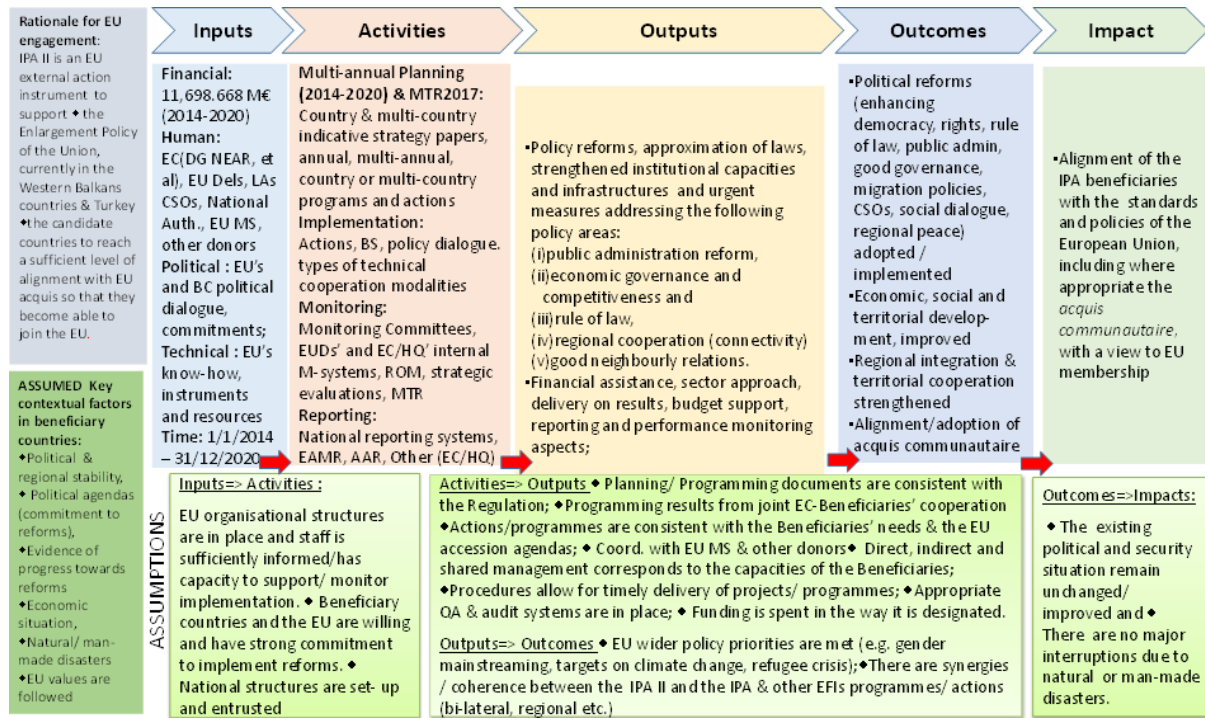 Rationale for EU
engagement:
IPA II is an EU
external action
instrument to
support ◆ the
Enlargement Policy
of the Union,
currently in the
Western Balkans
countries & Turkey
◆the candidate
countries to reach
a sufficient level of
alignment with EU
acquis so that they
become able to
join the EU.
ASSUMED Key
contextual factors
in beneficiary
countries:
◆Political &
regional stability,
◆ Political agendas
(commitment to
reforms),
◆Evidence of
progress towards
reforms
◆Economic
situation,
◆Natural/ man-
made disasters
◆EU values are
followed
Inputs
Financial:
11,698.668 M€
(2014-2020)
Human:
EC(DG NEAR, et
al), EU Dels, LAs
CSOs, National
Auth., EU MS,
other donors
Political : EU's
and BC political
dialogue,
commitments;
Technical : EU's
know-how,
instruments
and resources
Time: 1/1/2014
– 31/12/2020
Activities
Multi-annual Planning
(2014-2020) & MTR2017:
Country & multi-country
indicative strategy papers,
annual, multi-annual,
country or multi-country
programs and actions
Implementation:
Actions, BS, policy dialogue.
types of technical
cooperation modalities
Monitoring:
Monitoring Committees,
EUDs' and EC/HQ' internal
M-systems, ROM, strategic
evaluations, MTR
Reporting:
National reporting systems,
EAMR, AAR, Other (EC/HQ)
Outputs
▪Policy reforms, approximation of laws,
strengthened institutional capacities
and infrastructures and urgent
measures addressing the following
policy areas:
(i)public administration reform,
(ii)economic governance and
competitiveness and
(iii)rule of law,
(iv)regional cooperation (connectivity)
(v)good neighbourly relations.
▪Financial assistance, sector approach,
delivery on results, budget support,
reporting and performance monitoring
aspects;
Outcomes
▪Political reforms
(enhancing
democracy, rights, rule
of law, public admin,
good governance,
migration policies,
CSOs, social dialogue,
regional peace)
adopted /
implemented
▪Economic, social and
territorial develop-
ment, improved
▪Regional integration &
territorial cooperation
strengthened
▪Alignment/adoption of
acquis communautaire
Impact
▪Alignment of the
IPA beneficiaries
with the standards
and policies of the
European Union,
including where
appropriate the
acquis
communautaire,
with a view to EU
membership
ASSUMPTIONS
Inputs=> Activities :
EU organisational structures
are in place and staff is
sufficiently informed/has
capacity to support/ monitor
implementation. ◆ Beneficiary
countries and the EU are willing
and have strong commitment
to implement reforms. ◆
National structures are set- up
and entrusted
Activities=> Outputs ◆ Planning/ Programming documents are consistent with
the Regulation; ◆ Programming results from joint EC-Beneficiaries' cooperation
◆Actions/programmes are consistent with the Beneficiaries' needs & the EU
accession agendas; ◆ Coord. with EU MS & other donors◆ Direct, indirect and
shared management corresponds to the capacities of the Beneficiaries;
◆Procedures allow for timely delivery of projects/ programmes; ◆Appropriate
QA & audit systems are in place; ◆ Funding is spent in the way it is designated.
Outputs=> Outcomes ◆ EU wider policy priorities are met (e.g. gender
mainstreaming, targets on climate change, refugee crisis);◆There are synergies
/ coherence between the IPA II and the IPA & other EFIs programmes/ actions
(bi-lateral, regional etc.)
Outcomes=>Impacts:
◆ The existing
political and security
situation remain
unchanged/
improved and ◆
There are no major
interruptions due to
natural or man-made
disasters.